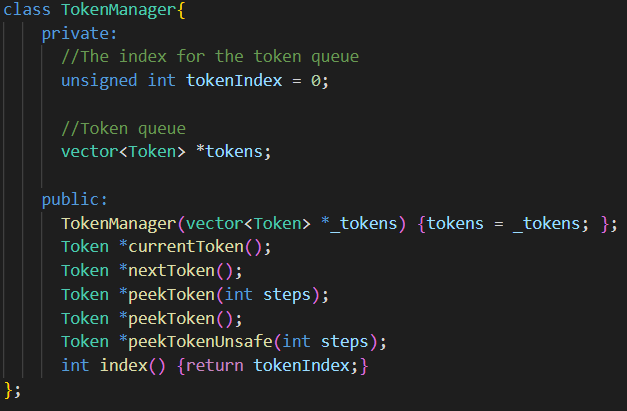 class TokenManager{
private:
//The index for the token queue
unsigned int tokenIndex = 0;
//Token queue
vector<Token> *tokens;
public:
TokenManager(vector<Token> *_tokens) {tokens = _tokens; };
Token *currentToken();
Token *nextToken();
Token *peekToken(int steps);
Token *peekToken();
Token *peekTokenUnsafe(int steps);
int index() {return tokenIndex;}
};